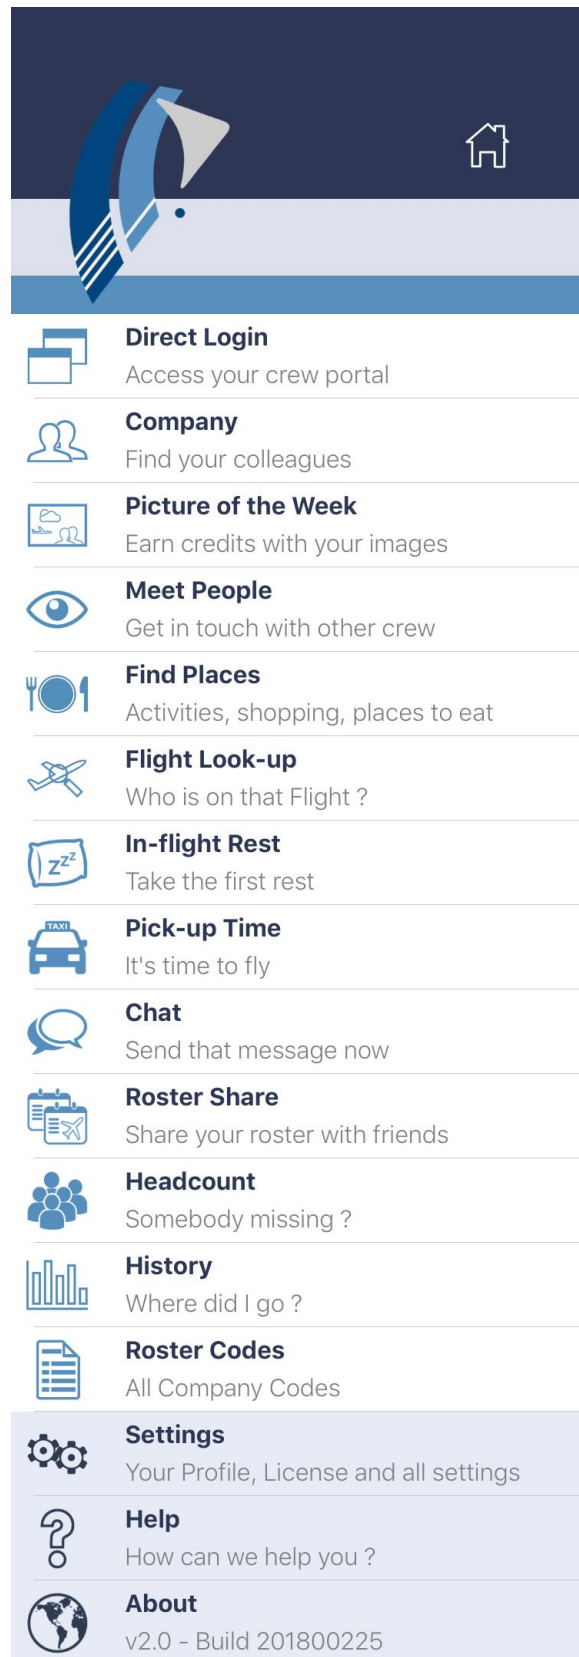 Direct Login
Access your crew portal
Company
Find your colleagues
Picture of the Week
Earn credits with your images
Meet People
Get in touch with other crew
Find Places
Activities, shopping, places to eat
Flight Look-up
Who is on that Flight ?
In-flight Rest
zzz
Take the first rest
Pick-up Time
TAXI
It's time to fly
Chat
Send that message now
Roster Share
Share your roster with friends
Headcount
Somebody missing ?
History
Where did I go ?
Roster Codes
All Company Codes
Settings
Your Profile, License and all settings
Help
How can we help you ?
About
v2.0 - Build 201800225